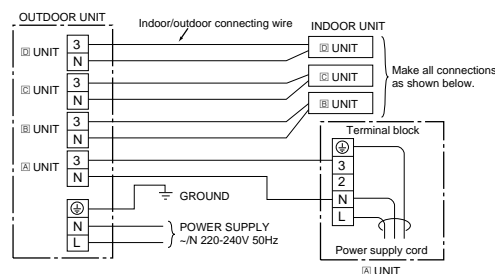 OUTDOOR UNIT
Indoor/outdoor connecting wire
INDOOR UNIT
D UNIT
3
N
D UNIT
C UNIT
3
N
C UNIT
Make all connections
as shown below.
B UNIT
3
N
B UNIT
A UNIT
3
N
Terminal block
3
2
N
L
Power supply cord
A UNIT
GROUND
N
L
POWER SUPPLY
~/N 220-240V 50Hz